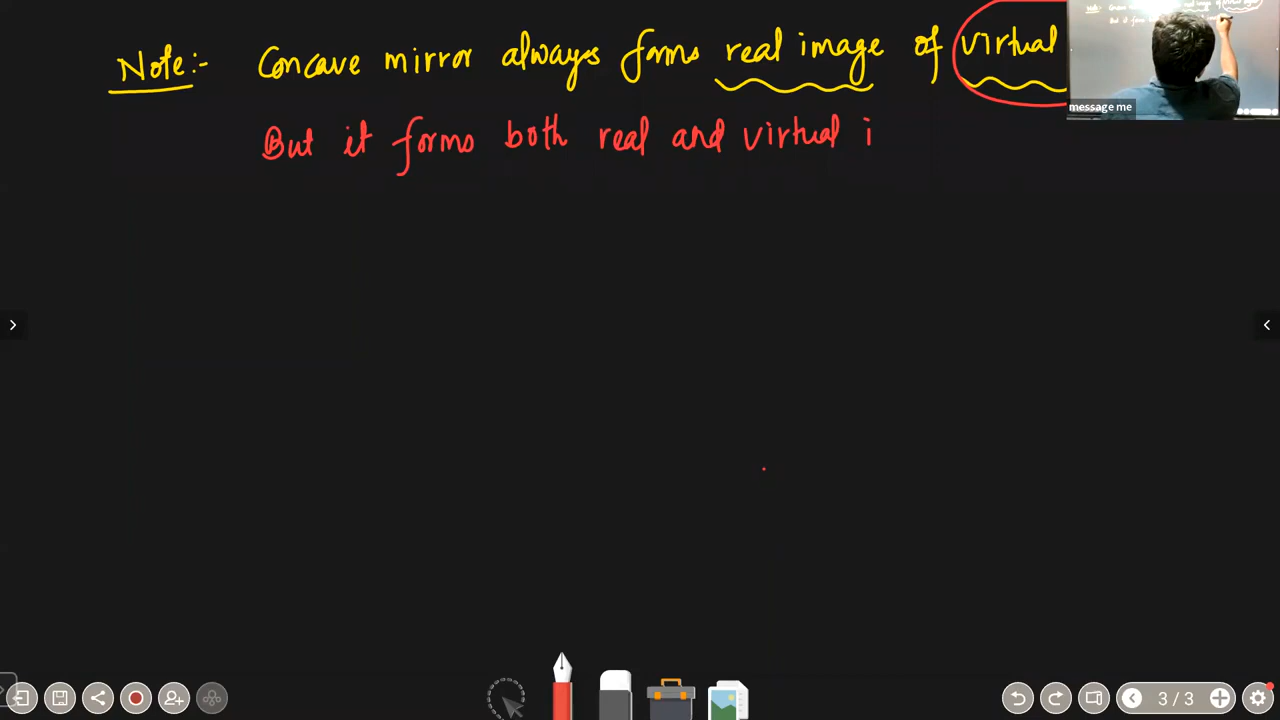 Note:- Concave mirror always forms real image of virtual
But it forms both real and virtual i
message me
3/3